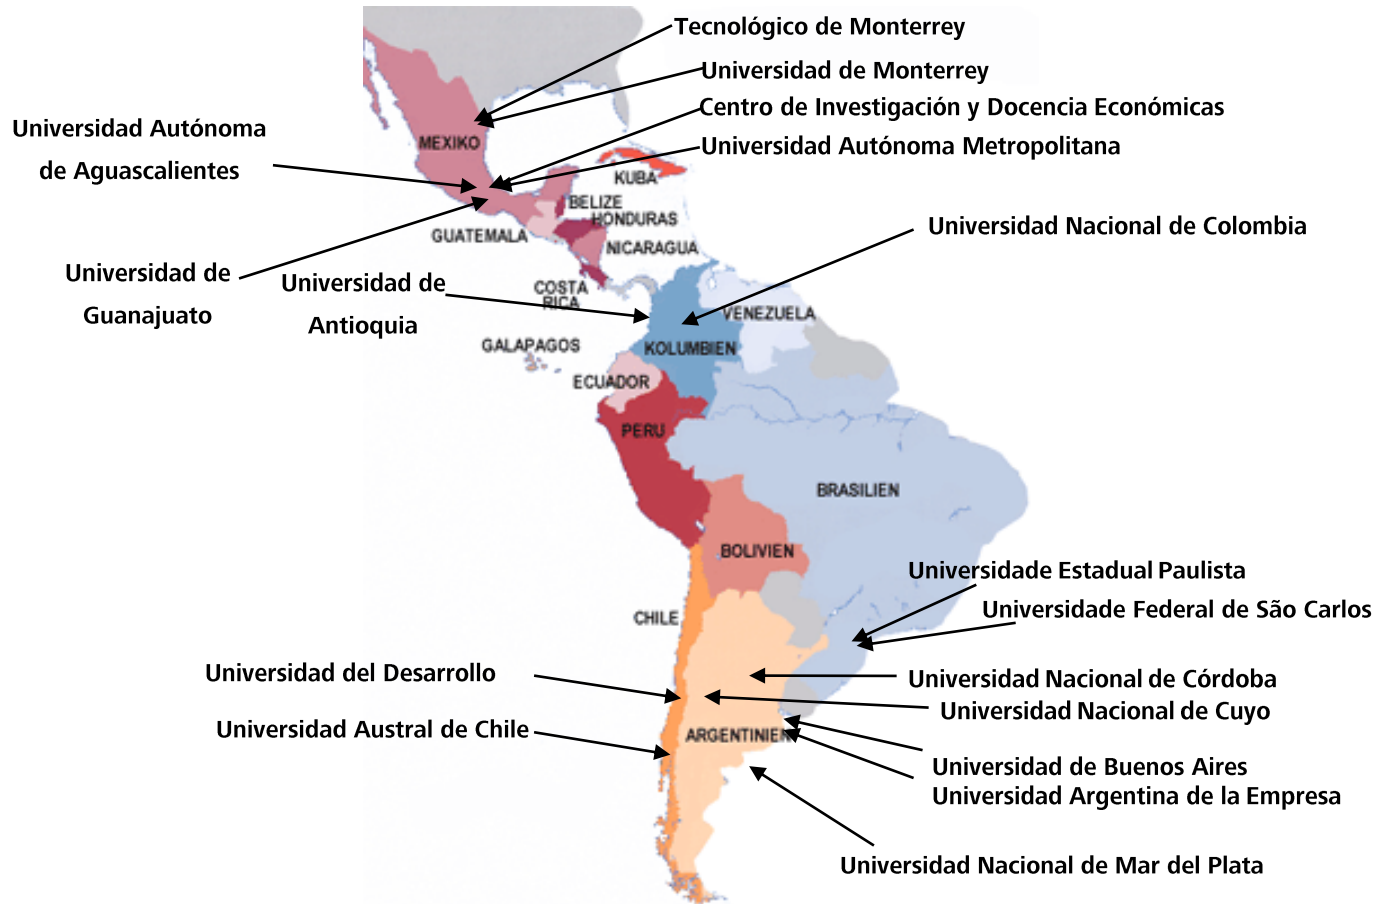 Tecnológico de Monterrey
Universidad de Monterrey
Centro de Investigación y Docencia Económicas
Universidad Autónoma
de Aguascalientes
MEXIKO
Universidad Autónoma Metropolitana
KUBA
BELIZE
HONDURAS
GUATEMALA
NICARAGUA
Universidad Nacional de Colombia
Universidad de
Guanajuato
Universidad de
Antioquia
COSTA
RICA
VENEZUELA
GALAPAGOS
KOLUMBIEN
ECUADOR
PERU
BRASILIEN
BOLIVIEN
Universidade Estadual Paulista
Universidade Federal de São Carlos
CHILE
Universidad del Desarrollo
Universidad Nacional de Córdoba
Universidad Nacional de Cuyo
Universidad Austral de Chile
ARGENTINIEN
Universidad de Buenos Aires
Universidad Argentina de la Empresa
Universidad Nacional de Mar del Plata